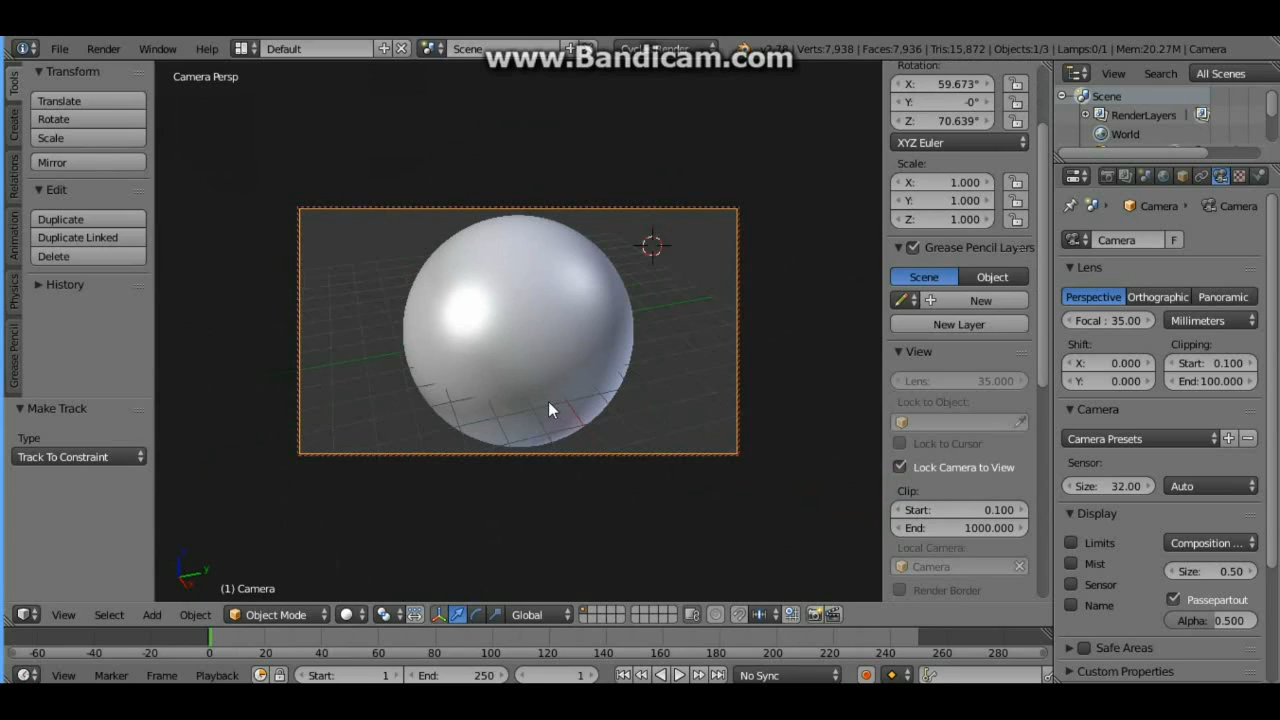 www.Bandicam.com
File Render Window Help Default Scene v2.78 | Verts:7,938 | Faces:7,936 | Tris:15,872 | Objects:1/3 | Lamps:0/1 | Mem:20.27M | Camera
Tools
Create
Relations
Animation
Physics
Grease Pencil
Transform
Translate
Rotate
Scale
Mirror
Edit
Duplicate
Duplicate Linked
Delete
History
Make Track
Type
Track To Constraint
Camera Persp
y
(1) Camera
Rotation:
X: 59.673°
Y: -0°
Z: 70.639°
XYZ Euler
Scale:
X: 1.000
Y: 1.000
Z: 1.000
Grease Pencil Layers
Scene Object
New
New Layer
View
Lens: 35.000
Lock to Object:
Lock to Cursor
Lock Camera to View
Clip:
Start: 0.100
End: 1000.000
Local Camera:
Camera
Render Border
View Search All Scenes
Scene
RenderLayers
World
Camera Camera
Camera F
Lens
Perspective Orthographic Panoramic
Focal : 35.00 Millimeters
Shift: Clipping:
X: 0.000 Start: 0.100
Y: 0.000 End:100.000
Camera
Camera Presets
Sensor:
Size: 32.00 Auto
Display
Limits Composition ...
Mist Size: 0.50
Sensor Passepartout
Name Alpha: 0.500
Safe Areas
Custom Properties
View Select Add Object Object Mode Global
-60 -40 -20 0 20 40 60 80 100 120 140 160 180 200 220 240 260 280
View Marker Frame Playback Start: 1 End: 250 1 No Sync